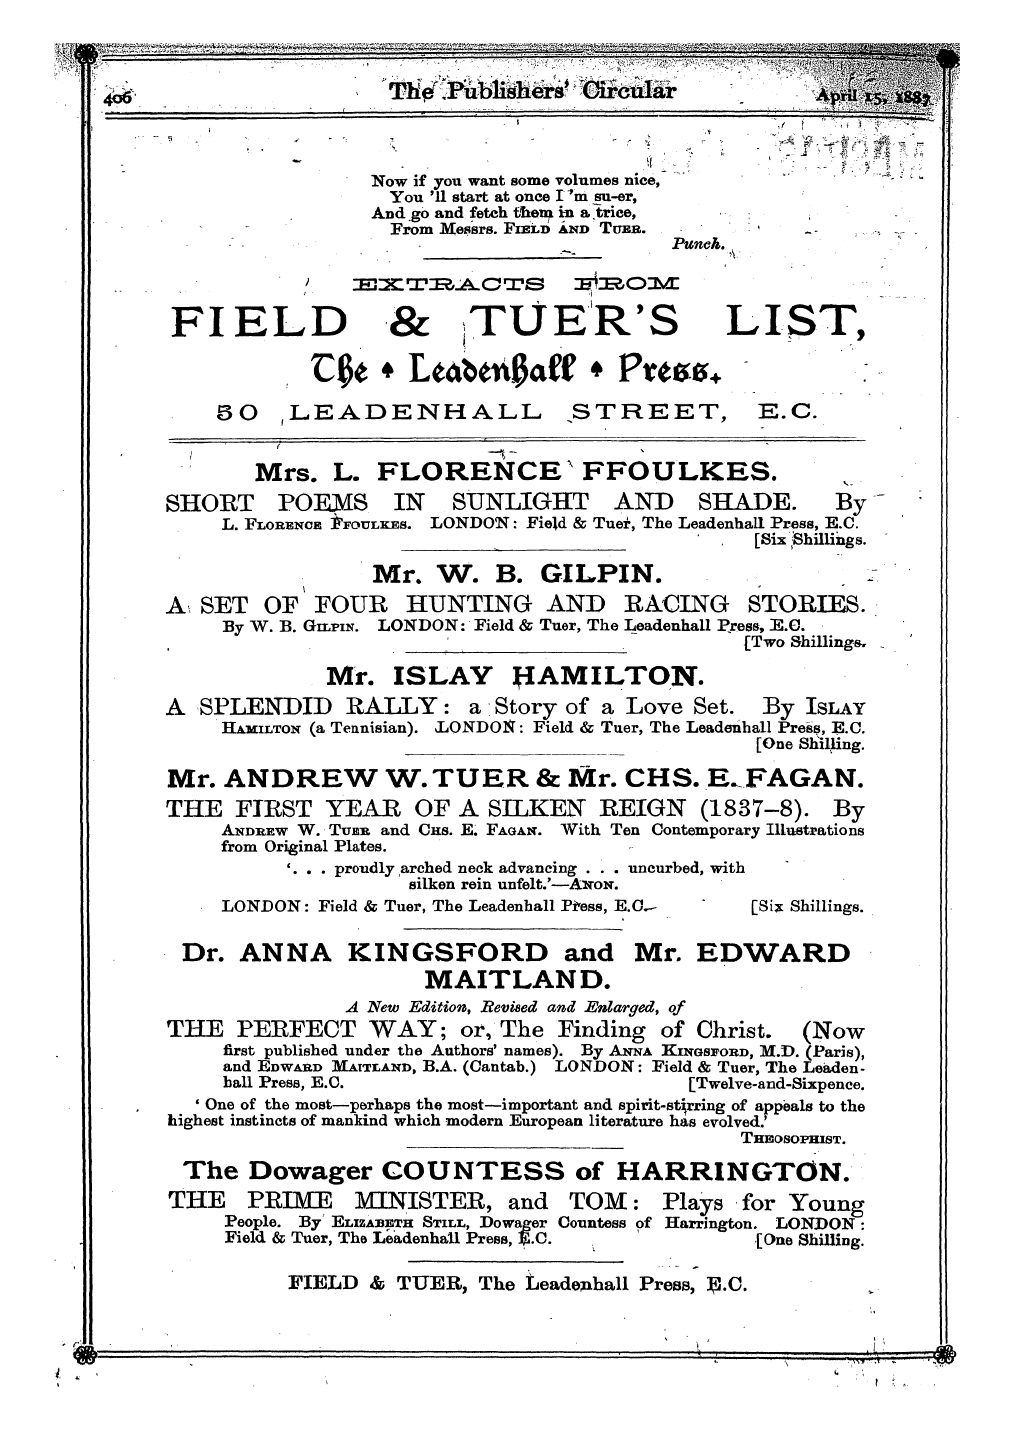 406 The Publishers' Circular April 15, 1887
Now if you want some volumes nice,
You 'll start at once I 'm su-er,
And go and fetch them in a trice,
From Messrs. FIELD AND TUER.
Punch.
EXTRACTS FROM
FIELD & TUER'S LIST,
The Leadenhall Press,
50 LEADENHALL STREET, E.C.
Mrs. L. FLORENCE FFOULKES.
SHORT POEMS IN SUNLIGHT AND SHADE. By
L. FLORENCE FFOULKES. LONDON: Field & Tuer, The Leadenhall Press, E.C.
[Six Shillings.
Mr. W. B. GILPIN.
A SET OF FOUR HUNTING AND RACING STORIES.
By W. B. GILPIN. LONDON: Field & Tuer, The Leadenhall Press, E.C.
[Two Shillings.
Mr. ISLAY HAMILTON.
A SPLENDID RALLY: a Story of a Love Set. By ISLAY
HAMILTON (a Tennisian). LONDON: Field & Tuer, The Leadenhall Press, E.C.
[One Shilling.
Mr. ANDREW W. TUER & Mr. CHS. E. FAGAN.
THE FIRST YEAR OF A SILKEN REIGN (1837–8). By
ANDREW W. TUER and CHS. E. FAGAN. With Ten Contemporary Illustrations
from Original Plates.
'. . . proudly arched neck advancing . . . uncurbed, with
silken rein unfelt.'—ANON.
LONDON: Field & Tuer, The Leadenhall Press, E.C. [Six Shillings.
Dr. ANNA KINGSFORD and Mr. EDWARD
MAITLAND.
A New Edition, Revised and Enlarged, of
THE PERFECT WAY; or, The Finding of Christ. (Now
first published under the Authors' names). By ANNA KINGSFORD, M.D. (Paris),
and EDWARD MAITLAND, B.A. (Cantab.) LONDON: Field & Tuer, The Leaden-
hall Press, E.C. [Twelve-and-Sixpence.
'One of the most—perhaps the most—important and spirit-stirring of appeals to the
highest instincts of mankind which modern European literature has evolved.'
THEOSOPHIST.
The Dowager COUNTESS of HARRINGTON.
THE PRIME MINISTER, and TOM: Plays for Young
People. By ELIZABETH STILL, Dowager Countess of Harrington. LONDON:
Field & Tuer, The Leadenhall Press, E.C. [One Shilling.
FIELD & TUER, The Leadenhall Press, E.C.